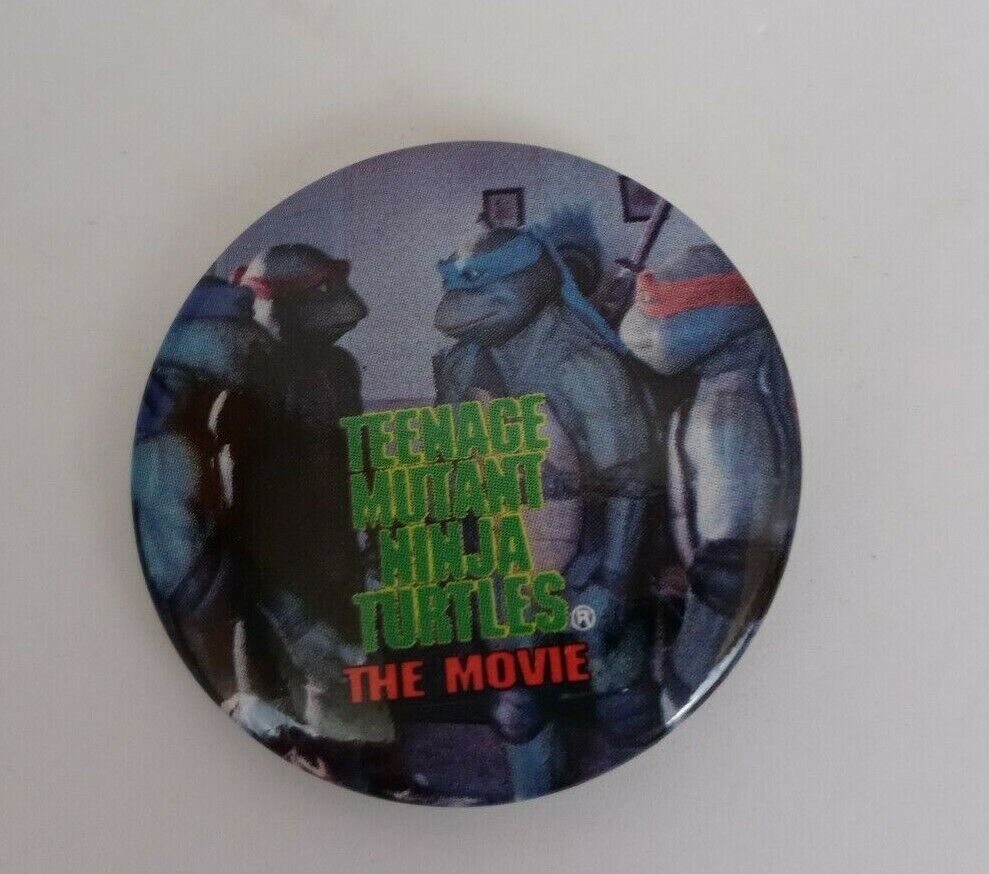 TEENAGE
MUTANT
NINJA
TURTLES®
THE MOVIE